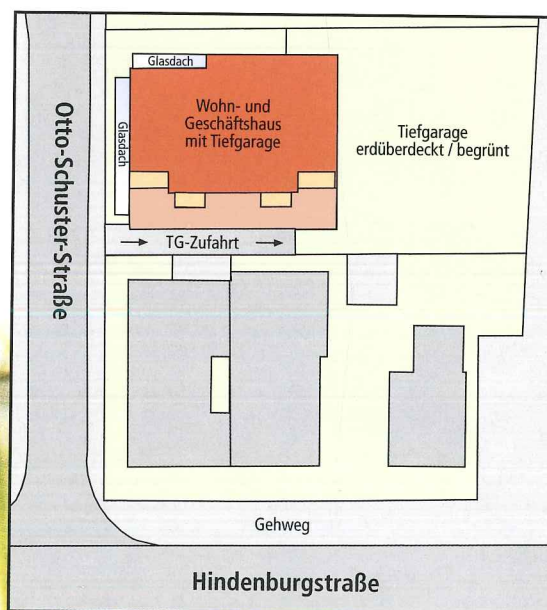 Glasdach
Glasdach
Wohn- und
Geschäftshaus
mit Tiefgarage
Tiefgarage
erdüberdeckt / begrünt
Otto-Schuster-Straße
→ TG-Zufahrt →
Gehweg
Hindenburgstraße